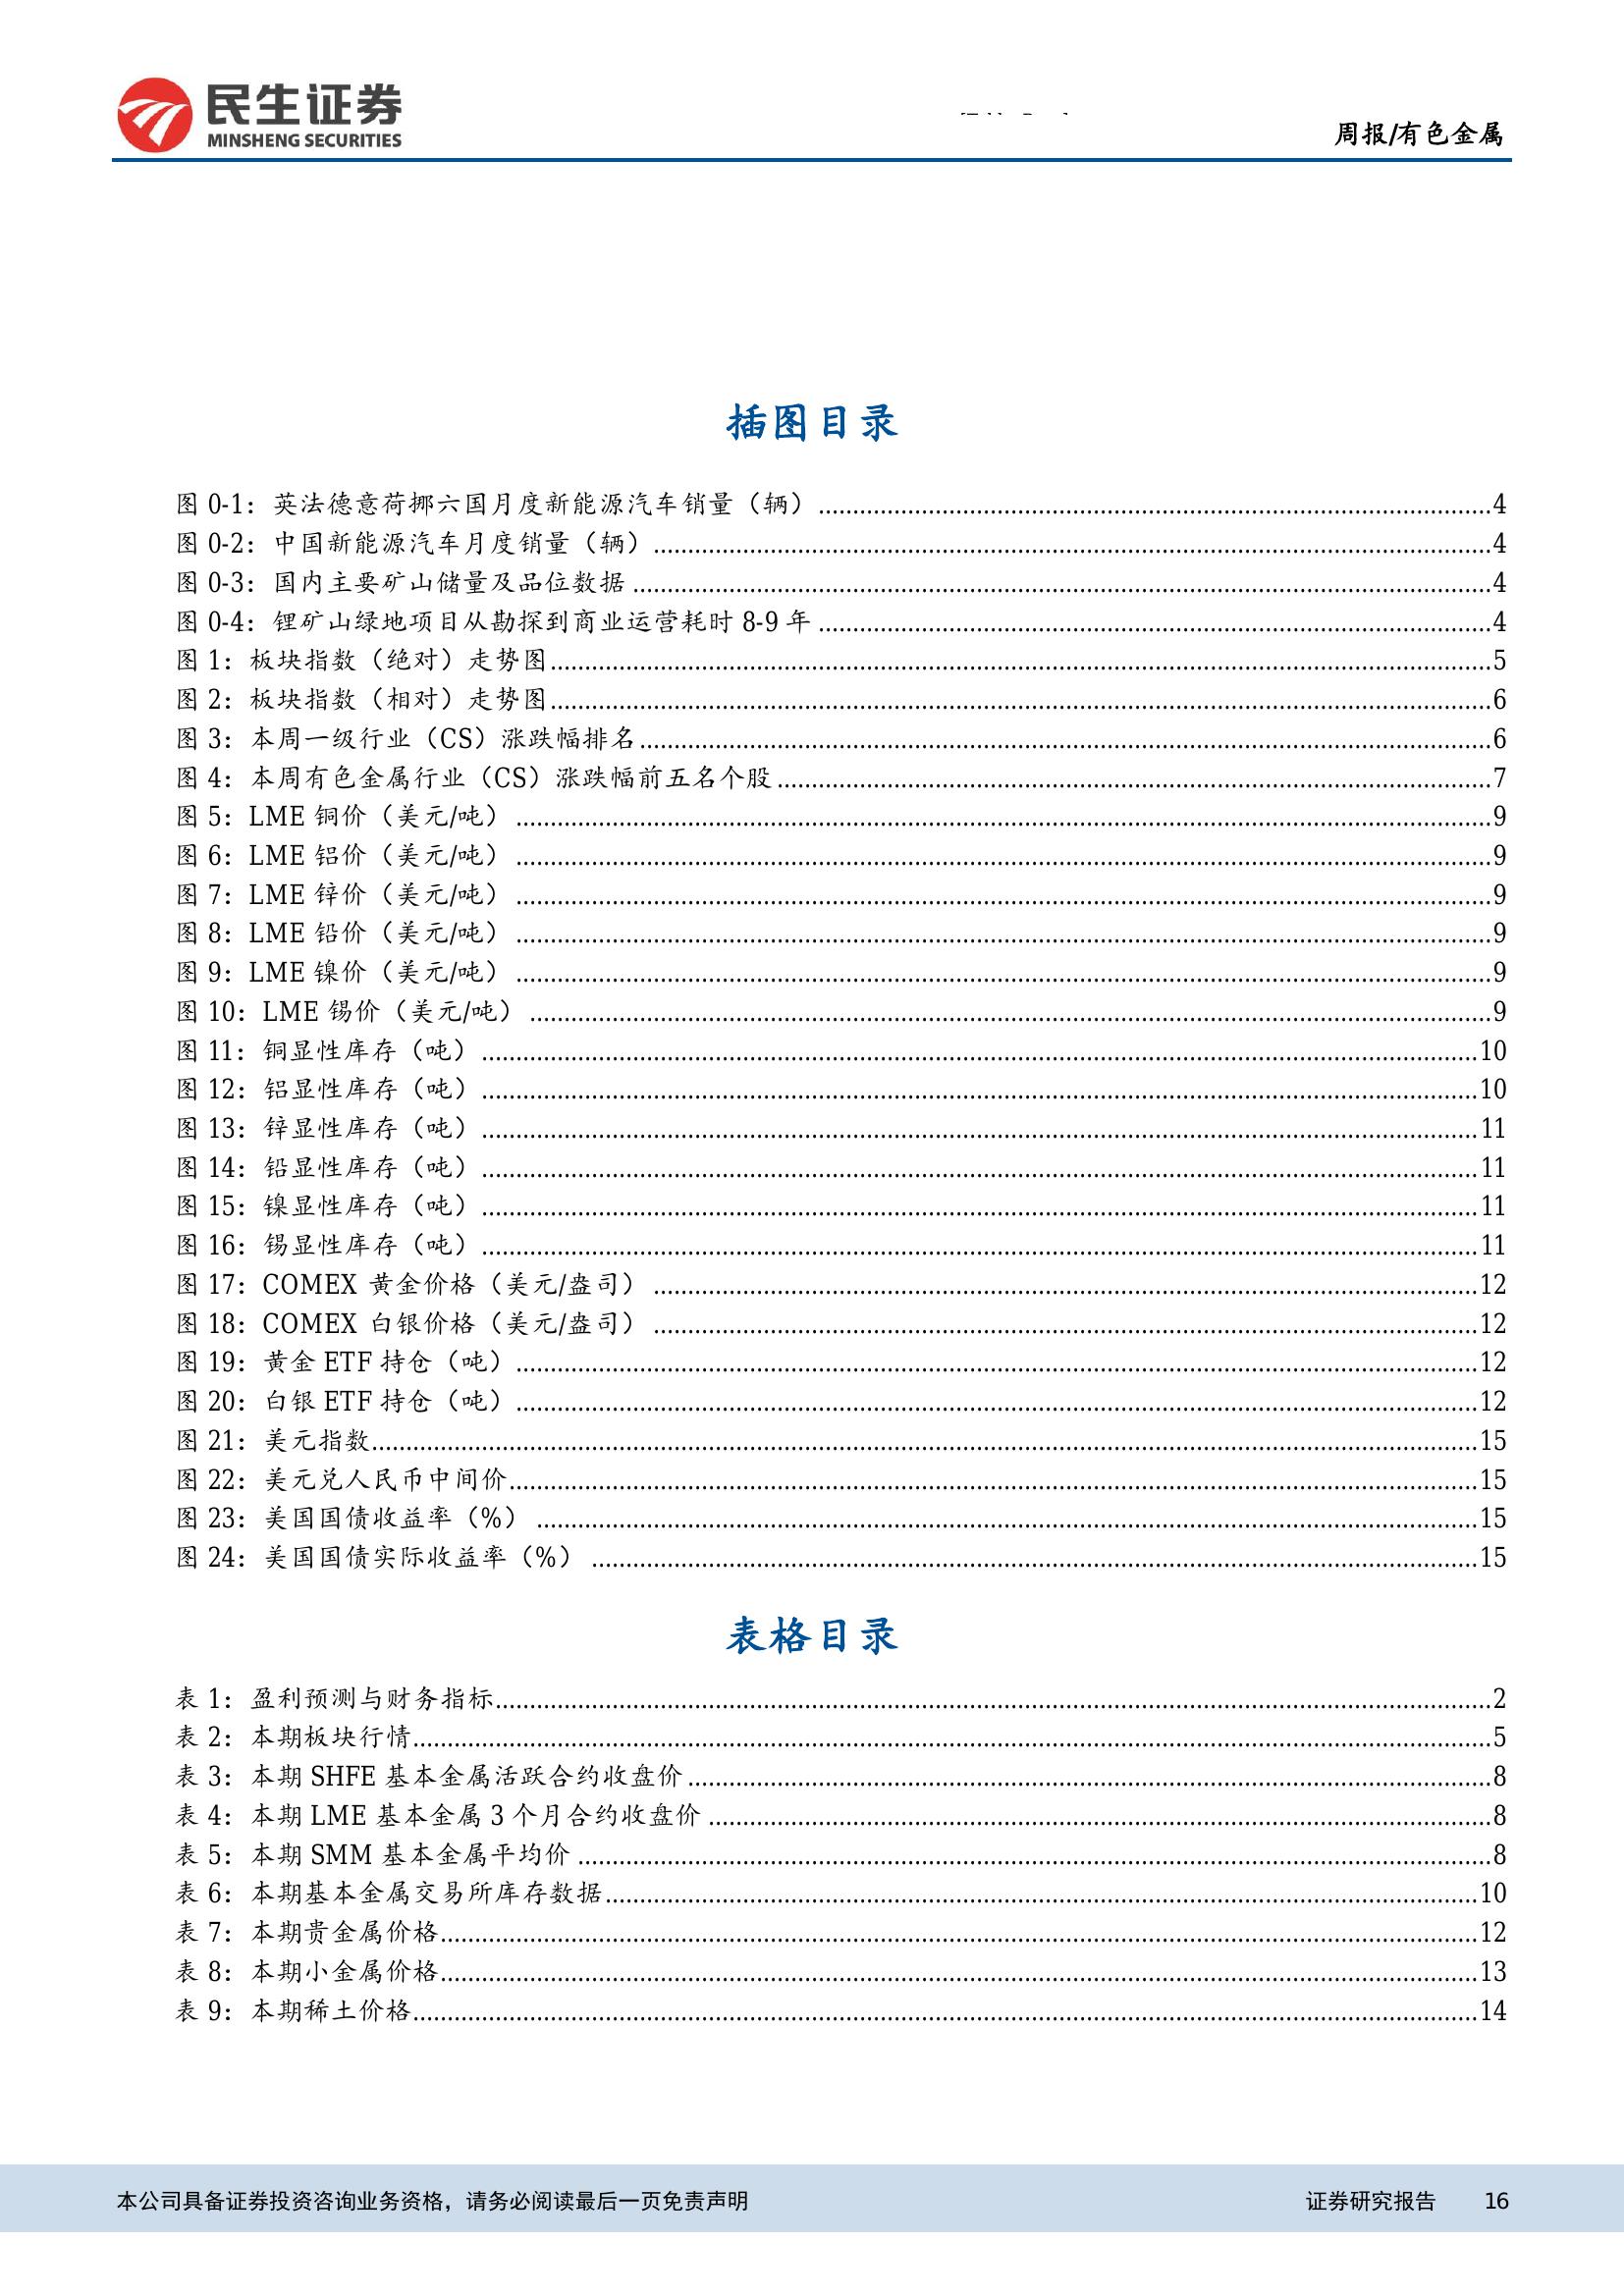 民生证券
MINSHENG SECURITIES
周报/有色金属
插图目录
图 0-1：英法德意荷挪六国月度新能源汽车销量（辆）........4
图 0-2：中国新能源汽车月度销量（辆）........4
图 0-3：国内主要矿山储量及品位数据........4
图 0-4：锂矿山绿地项目从勘探到商业运营耗时 8-9 年........4
图 1：板块指数（绝对）走势图........5
图 2：板块指数（相对）走势图........6
图 3：本周一级行业（CS）涨跌幅排名........6
图 4：本周有色金属行业（CS）涨跌幅前五名个股........7
图 5：LME 铜价（美元/吨）........9
图 6：LME 铝价（美元/吨）........9
图 7：LME 锌价（美元/吨）........9
图 8：LME 铅价（美元/吨）........9
图 9：LME 镍价（美元/吨）........9
图 10：LME 锡价（美元/吨）........9
图 11：铜显性库存（吨）........10
图 12：铝显性库存（吨）........10
图 13：锌显性库存（吨）........11
图 14：铅显性库存（吨）........11
图 15：镍显性库存（吨）........11
图 16：锡显性库存（吨）........11
图 17：COMEX 黄金价格（美元/盎司）........12
图 18：COMEX 白银价格（美元/盎司）........12
图 19：黄金 ETF 持仓（吨）........12
图 20：白银 ETF 持仓（吨）........12
图 21：美元指数........15
图 22：美元兑人民币中间价........15
图 23：美国国债收益率（%）........15
图 24：美国国债实际收益率（%）........15
表格目录
表 1：盈利预测与财务指标........2
表 2：本期板块行情........5
表 3：本期 SHFE 基本金属活跃合约收盘价........8
表 4：本期 LME 基本金属 3 个月合约收盘价........8
表 5：本期 SMM 基本金属平均价........8
表 6：本期基本金属交易所库存数据........10
表 7：本期贵金属价格........12
表 8：本期小金属价格........13
表 9：本期稀土价格........14
本公司具备证券投资咨询业务资格，请务必阅读最后一页免责声明 证券研究报告 16